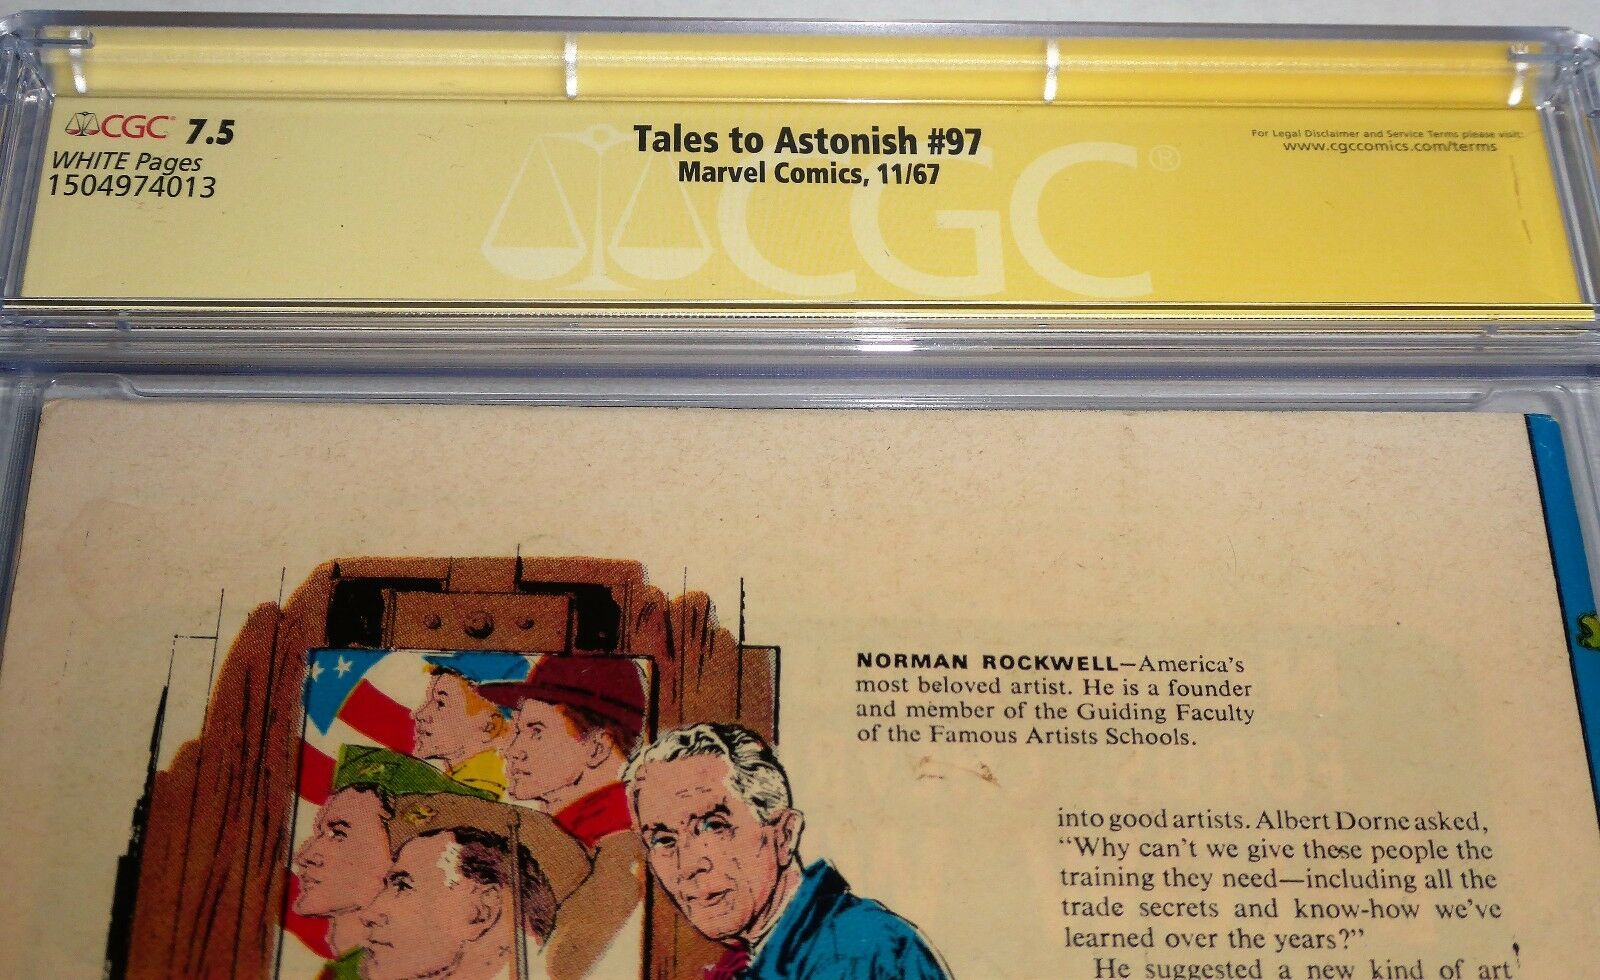 CGC 7.5
WHITE Pages
1504974013
Tales to Astonish #97
Marvel Comics, 11/67
For Legal Disclaimer and Service Terms please visit:
www.cgccomics.com/terms
CGC®
NORMAN ROCKWELL—America's
most beloved artist. He is a founder
and member of the Guiding Faculty
of the Famous Artists Schools.
into good artists. Albert Dorne asked,
"Why can't we give these people the
training they need—including all the
trade secrets and know-how we've
learned over the years?"
He suggested a new kind of art